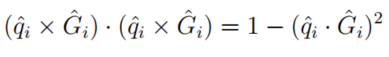 (q̂ᵢ × Ĝᵢ) · (q̂ᵢ × Ĝᵢ) = 1 − (q̂ᵢ · Ĝᵢ)²